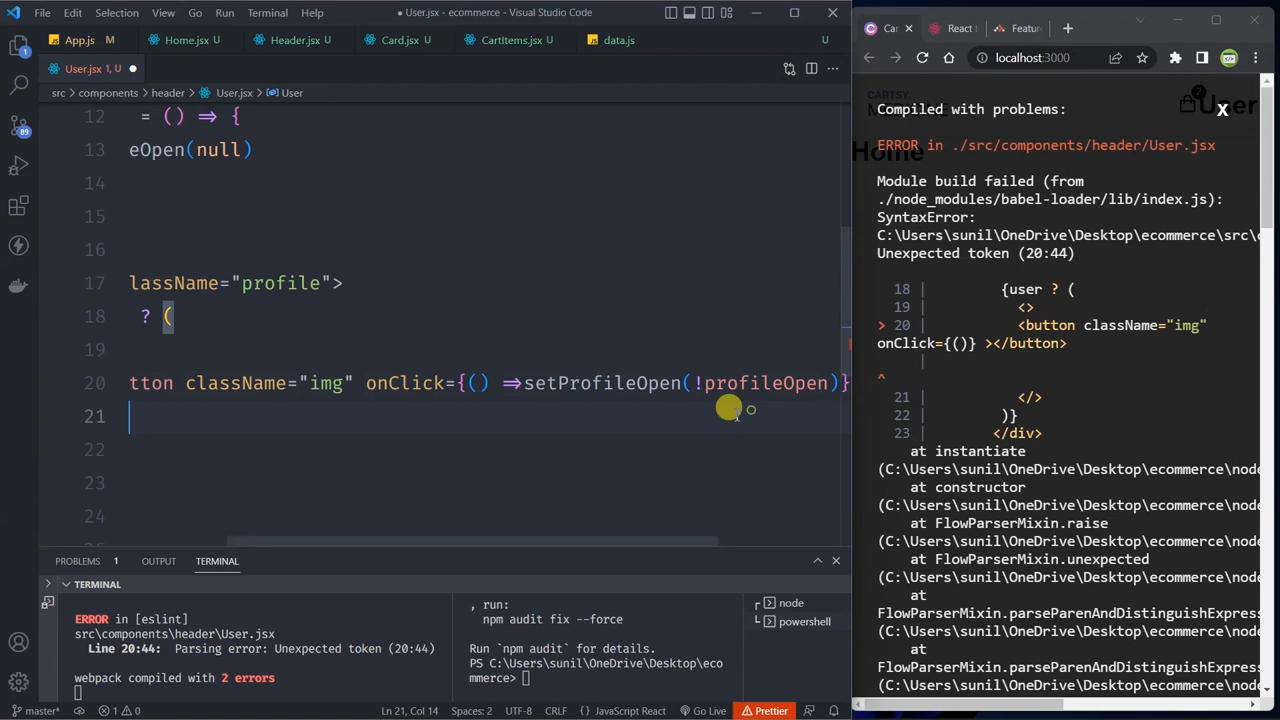 File Edit Selection View Go Run Terminal Help
● User.jsx - ecommerce - Visual Studio Code
App.js M
Home.jsx U
Header.jsx U
Card.jsx U
CartItems.jsx U
data.js U
User.jsx 1, U ●
src > components > header > User.jsx > User
12 = () => {
13 eOpen(null)
14
15
16
17 lassName="profile">
18 ? (
19
20 tton className="img" onClick={() =>setProfileOpen(!profileOpen)}
21
22
23
24
PROBLEMS 1 OUTPUT TERMINAL
TERMINAL
ERROR in [eslint]
src\components\header\User.jsx
Line 20:44: Parsing error: Unexpected token (20:44)
webpack compiled with 2 errors
, run:
npm audit fix --force
Run `npm audit` for details.
PS C:\Users\sunil\OneDrive\Desktop\eco
mmerce>
node
powershell
1
89
master* 1 0 Ln 21, Col 14 Spaces: 2 UTF-8 CRLF JavaScript React Go Live Prettier
Car React Feature
localhost:3000
CARTSY
2
User
Home
Compiled with problems: X
ERROR in ./src/components/header/User.jsx
Module build failed (from
./node_modules/babel-loader/lib/index.js):
SyntaxError:
C:\Users\sunil\OneDrive\Desktop\ecommerce\src\c
Unexpected token (20:44)
18 | {user ? (
19 | <>
> 20 | <button className="img"
onClick={()} ></button>
|
^
21 | </>
22 | )}
23 | </div>
at instantiate
(C:\Users\sunil\OneDrive\Desktop\ecommerce\node
at constructor
(C:\Users\sunil\OneDrive\Desktop\ecommerce\node
at FlowParserMixin.raise
(C:\Users\sunil\OneDrive\Desktop\ecommerce\node
at FlowParserMixin.unexpected
(C:\Users\sunil\OneDrive\Desktop\ecommerce\node
at
FlowParserMixin.parseParenAndDistinguishExpress
(C:\Users\sunil\OneDrive\Desktop\ecommerce\node
at
FlowParserMixin.parseParenAndDistinguishExpress
(C:\Users\sunil\OneDrive\Desktop\ecommerce\node